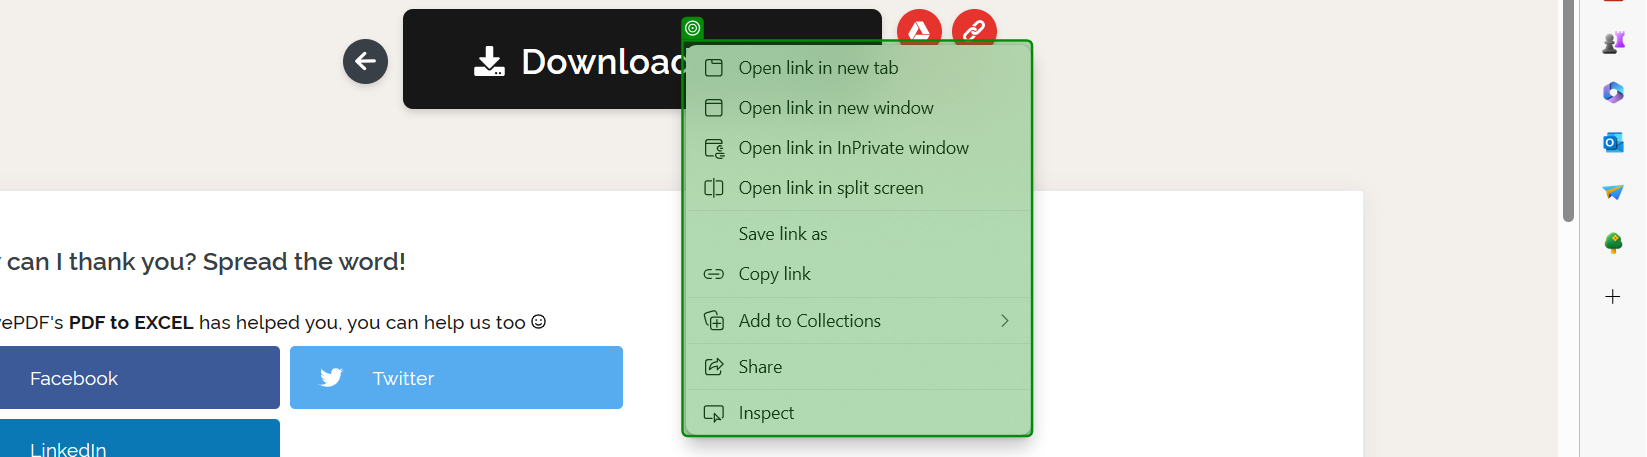 Download
Open link in new tab
Open link in new window
Open link in InPrivate window
Open link in split screen
Save link as
Copy link
Add to Collections
Share
Inspect
can I thank you? Spread the word!
ePDF's PDF to EXCEL has helped you, you can help us too
Facebook
Twitter
LinkedIn